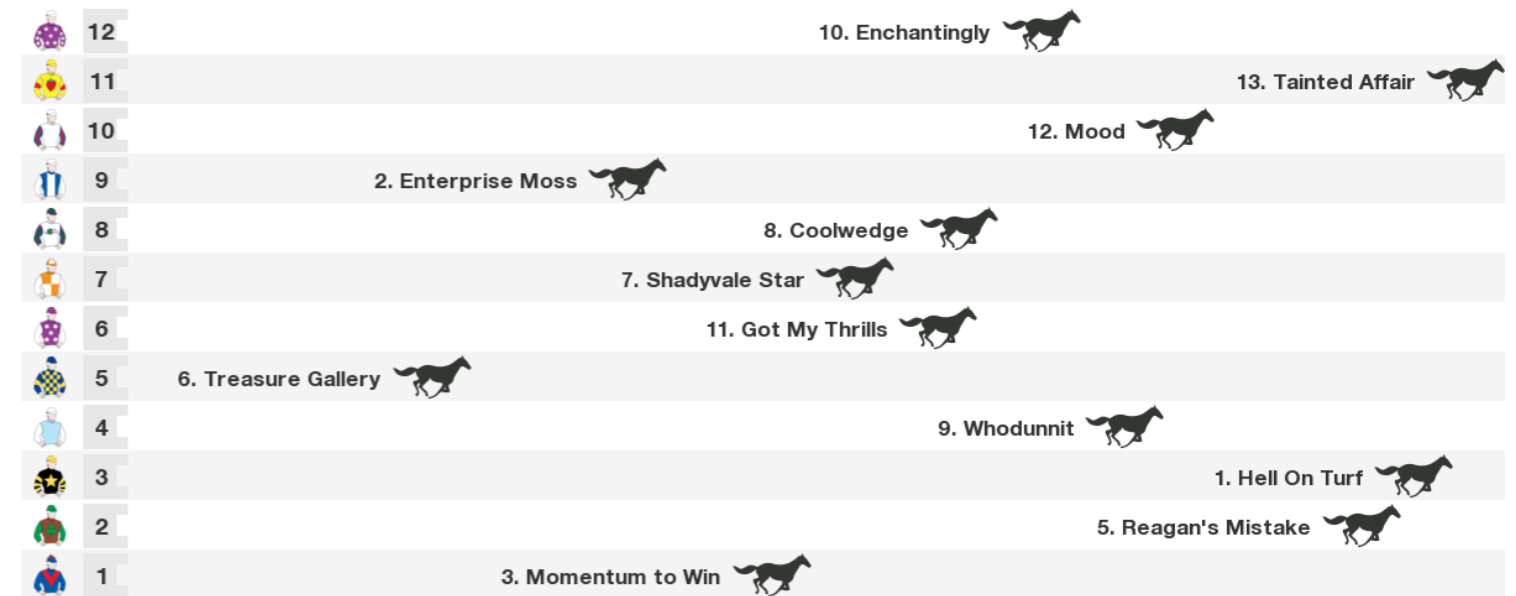 12 10. Enchantingly
11 13. Tainted Affair
10 12. Mood
9 2. Enterprise Moss
8 8. Coolwedge
7 7. Shadyvale Star
6 11. Got My Thrills
5 6. Treasure Gallery
4 9. Whodunnit
3 1. Hell On Turf
2 5. Reagan's Mistake
1 3. Momentum to Win